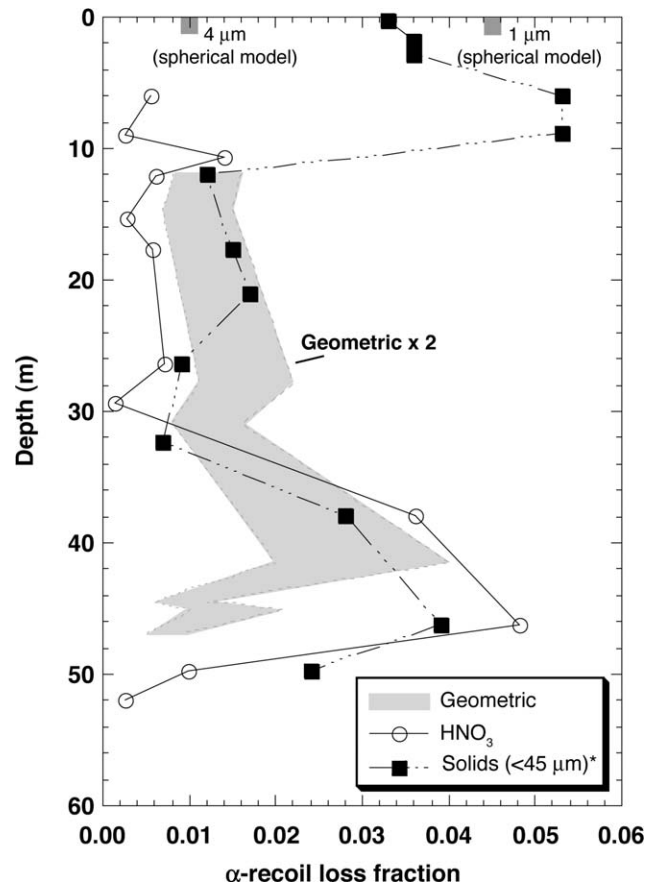 0
4 μm
(spherical model)
1 μm
(spherical model)
10
20
30
40
50
60
Depth (m)
Geometric x 2
Geometric
HNO₃
Solids (<45 μm)*
0.00 0.01 0.02 0.03 0.04 0.05 0.06
α-recoil loss fraction